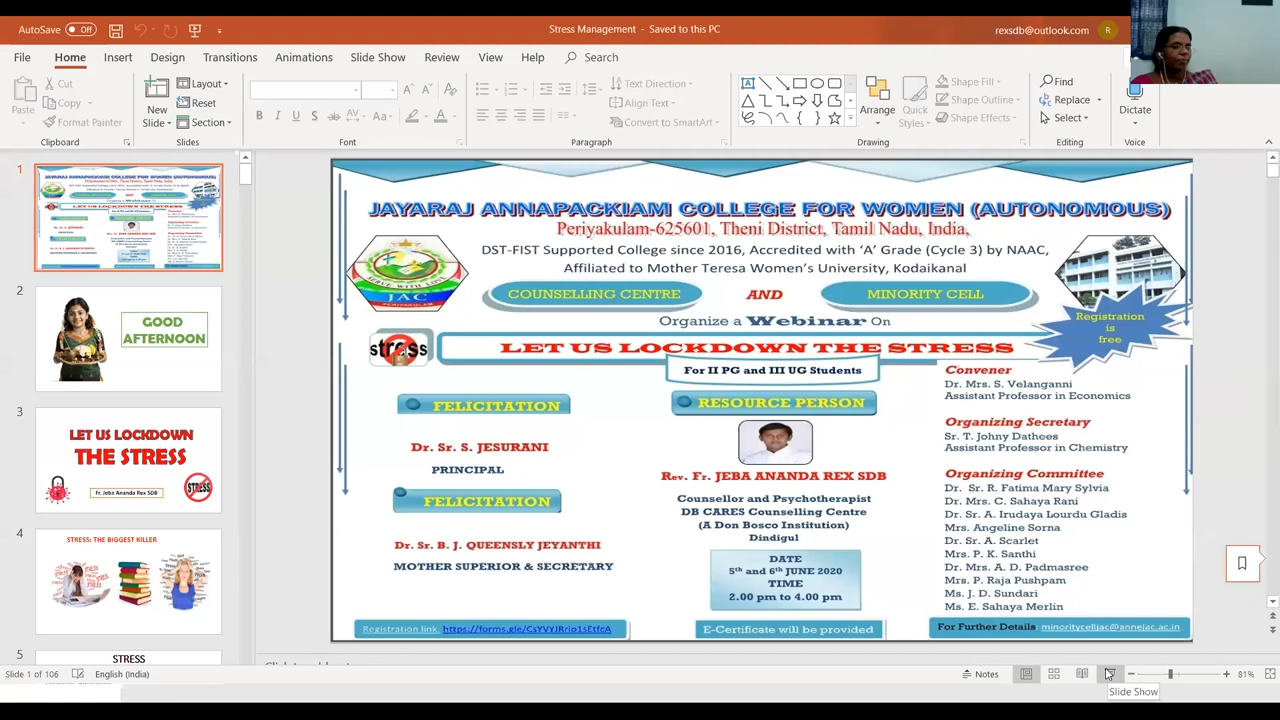 AutoSave Off
Stress Management - Saved to this PC
rexsdb@outlook.com R
File Home Insert Design Transitions Animations Slide Show Review View Help Search
Paste
Cut
Copy
Format Painter
Clipboard
New
Slide
Layout
Reset
Section
Slides
Font
Text Direction
Align Text
Convert to SmartArt
Paragraph
Arrange
Quick
Styles
Shape Fill
Shape Outline
Shape Effects
Drawing
Find
Replace
Select
Editing
Dictate
Voice
1
2
GOOD
AFTERNOON
3
LET US LOCKDOWN
THE STRESS
Fr. Jeba Ananda Rex SDB
STRESS
4
STRESS: THE BIGGEST KILLER
5
STRESS
JAYARAJ ANNAPACKIAM COLLEGE FOR WOMEN (AUTONOMOUS)
Periyakulam-625601, Theni District, Tamil Nadu, India,
DST-FIST Supported College since 2016, Accredited with 'A' Grade (Cycle 3) by NAAC,
Affiliated to Mother Teresa Women's University, Kodaikanal
JAC
COUNSELLING CENTRE AND MINORITY CELL
Organize a Webinar On
Registration
is
free
stress
LET US LOCKDOWN THE STRESS
For II PG and III UG Students
FELICITATION
Dr. Sr. S. JESURANI
PRINCIPAL
FELICITATION
Dr. Sr. B. J. QUEENSLY JEYANTHI
MOTHER SUPERIOR & SECRETARY
RESOURCE PERSON
Rev. Fr. JEBA ANANDA REX SDB
Counsellor and Psychotherapist
DB CARES Counselling Centre
(A Don Bosco Institution)
Dindigul
DATE
5th and 6th JUNE 2020
TIME
2.00 pm to 4.00 pm
Convener
Dr. Mrs. S. Velanganni
Assistant Professor in Economics
Organizing Secretary
Sr. T. Johny Dathees
Assistant Professor in Chemistry
Organizing Committee
Dr. Sr. R. Fatima Mary Sylvia
Dr. Mrs. C. Sahaya Rani
Dr. Sr. A. Irudaya Lourdu Gladis
Mrs. Angeline Sorna
Dr. Sr. A. Scarlet
Mrs. P. K. Santhi
Dr. Mrs. A. D. Padmasree
Mrs. P. Raja Pushpam
Ms. J. D. Sundari
Ms. E. Sahaya Merlin
Registration link
E-Certificate will be provided
For Further Details: minoritycelljac@annejac.ac.in
Slide 1 of 106 English (India)
Notes
81%
Slide Show